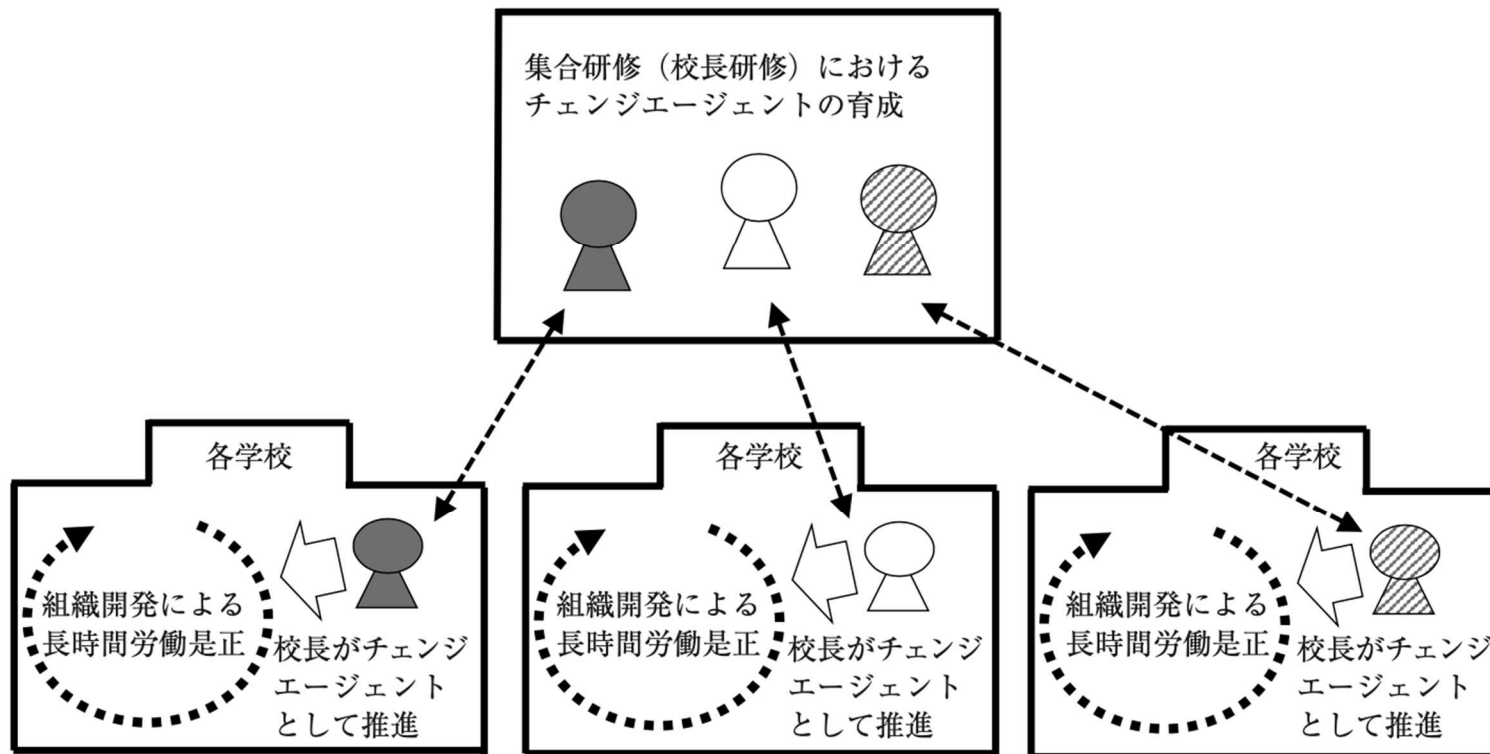 集合研修（校長研修）における
チェンジエージェントの育成
各学校
組織開発による
長時間労働是正
校長がチェンジ
エージェント
として推進
各学校
組織開発による
長時間労働是正
校長がチェンジ
エージェント
として推進
各学校
組織開発による
長時間労働是正
校長がチェンジ
エージェント
として推進